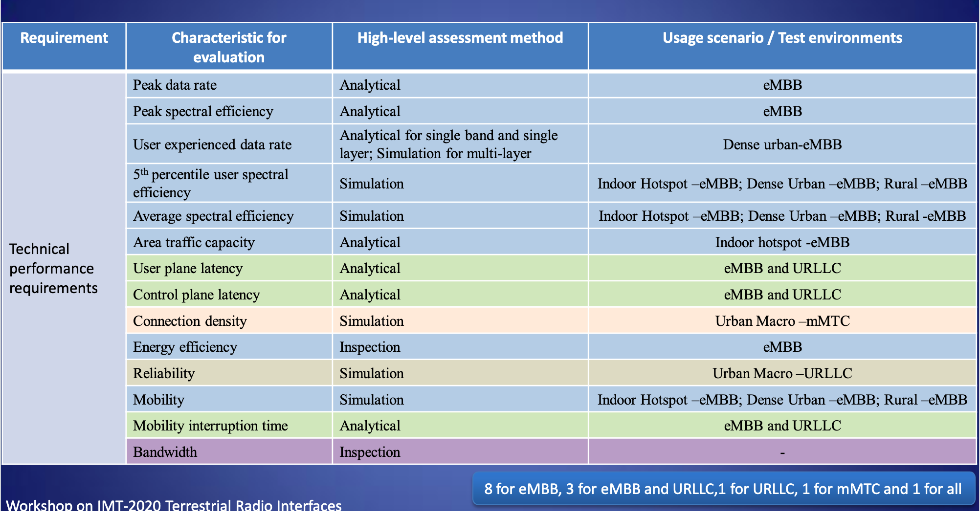 Requirement
Characteristic for evaluation
High-level assessment method
Usage scenario / Test environments
Technical performance requirements
Peak data rate
Analytical
eMBB
Peak spectral efficiency
Analytical
eMBB
User experienced data rate
Analytical for single band and single
layer; Simulation for multi-layer
Dense urban-eMBB
5th percentile user spectral
efficiency
Simulation
Indoor Hotspot –eMBB; Dense Urban –eMBB; Rural –eMBB
Average spectral efficiency
Simulation
Indoor Hotspot –eMBB; Dense Urban –eMBB; Rural -eMBB
Area traffic capacity
Analytical
Indoor hotspot -eMBB
User plane latency
Analytical
eMBB and URLLC
Control plane latency
Analytical
eMBB and URLLC
Connection density
Simulation
Urban Macro –mMTC
Energy efficiency
Inspection
eMBB
Reliability
Simulation
Urban Macro –URLLC
Mobility
Simulation
Indoor Hotspot –eMBB; Dense Urban –eMBB; Rural –eMBB
Mobility interruption time
Analytical
eMBB and URLLC
Bandwidth
Inspection
-
8 for eMBB, 3 for eMBB and URLLC,1 for URLLC, 1 for mMTC and 1 for all
Workshop on IMT-2020 Terrestrial Radio Interfaces